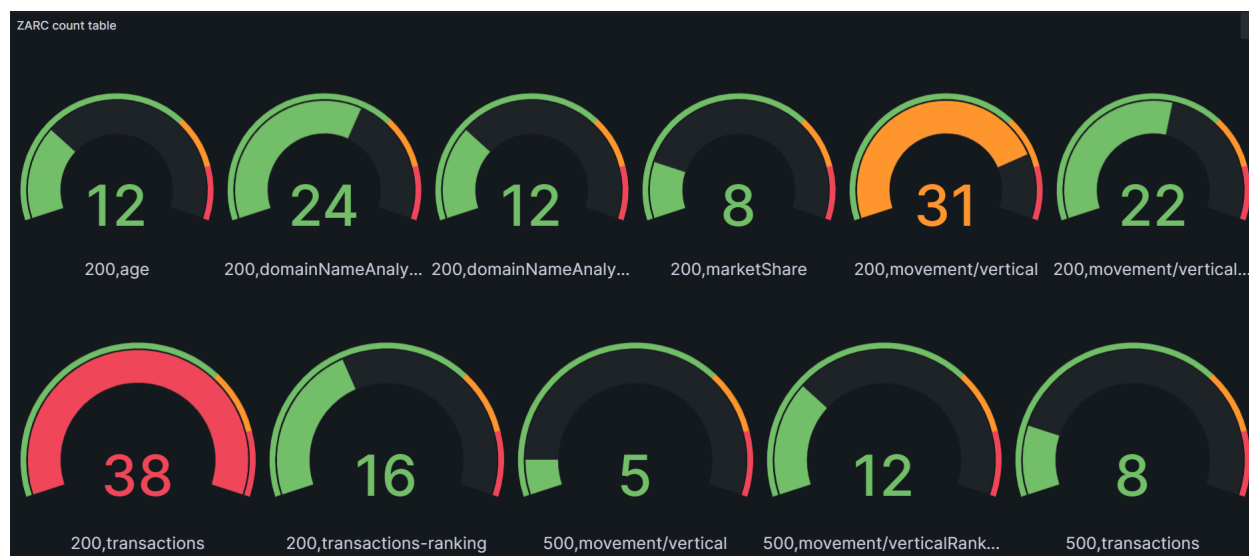 ZARC count table
12 24 12 8 31 22
200,age 200,domainNameAnaly... 200,domainNameAnaly... 200,marketShare 200,movement/vertical 200,movement/vertical...
38 16 5 12 8
200,transactions 200,transactions-ranking 500,movement/vertical 500,movement/verticalRank... 500,transactions